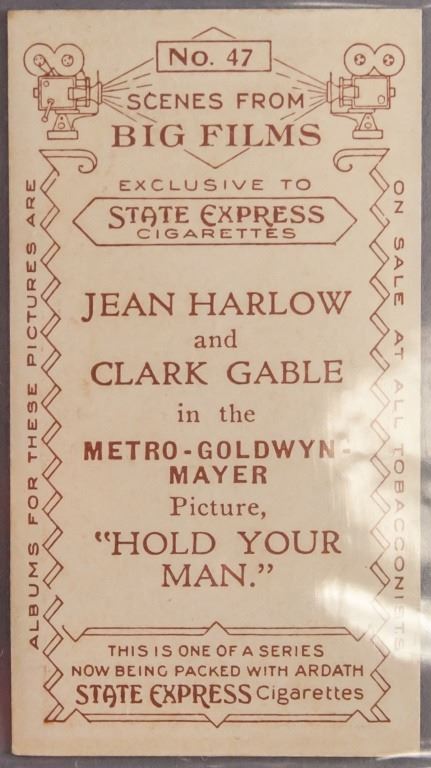 No. 47
SCENES FROM
BIG FILMS
EXCLUSIVE TO
STATE EXPRESS
CIGARETTES
ALBUMS FOR THESE PICTURES ARE
ON SALE AT ALL TOBACCONISTS
JEAN HARLOW
and
CLARK GABLE
in the
METRO-GOLDWYN-
MAYER
Picture,
“HOLD YOUR
MAN.”
THIS IS ONE OF A SERIES
NOW BEING PACKED WITH ARDATH
STATE EXPRESS Cigarettes